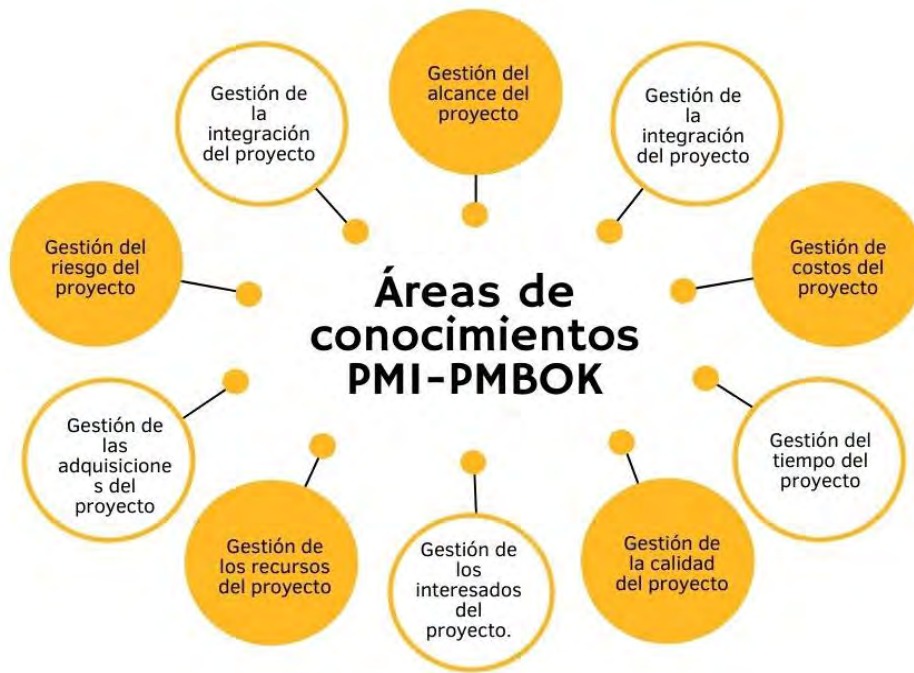 Gestión del
alcance del
proyecto
Gestión de
la
integración
del proyecto
Gestión de
la
integración
del proyecto
Gestión del
riesgo del
proyecto
Gestión de
costos del
proyecto
Áreas de
conocimientos
PMI-PMBOK
Gestión de
las
adquisicione
s del
proyecto
Gestión del
tiempo del
proyecto
Gestión de
los recursos
del proyecto
Gestión de
los
interesados
del
proyecto.
Gestión de
la calidad
del proyecto